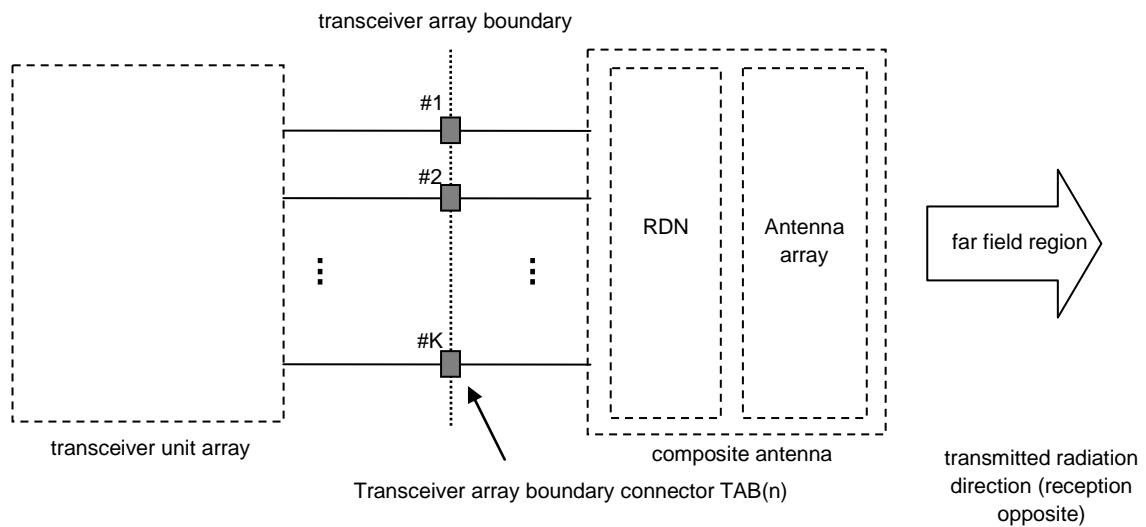 transceiver array boundary
#1
#2
#K
RDN
Antenna
array
far field region
transceiver unit array
composite antenna
Transceiver array boundary connector TAB(n)
transmitted radiation
direction (reception
opposite)